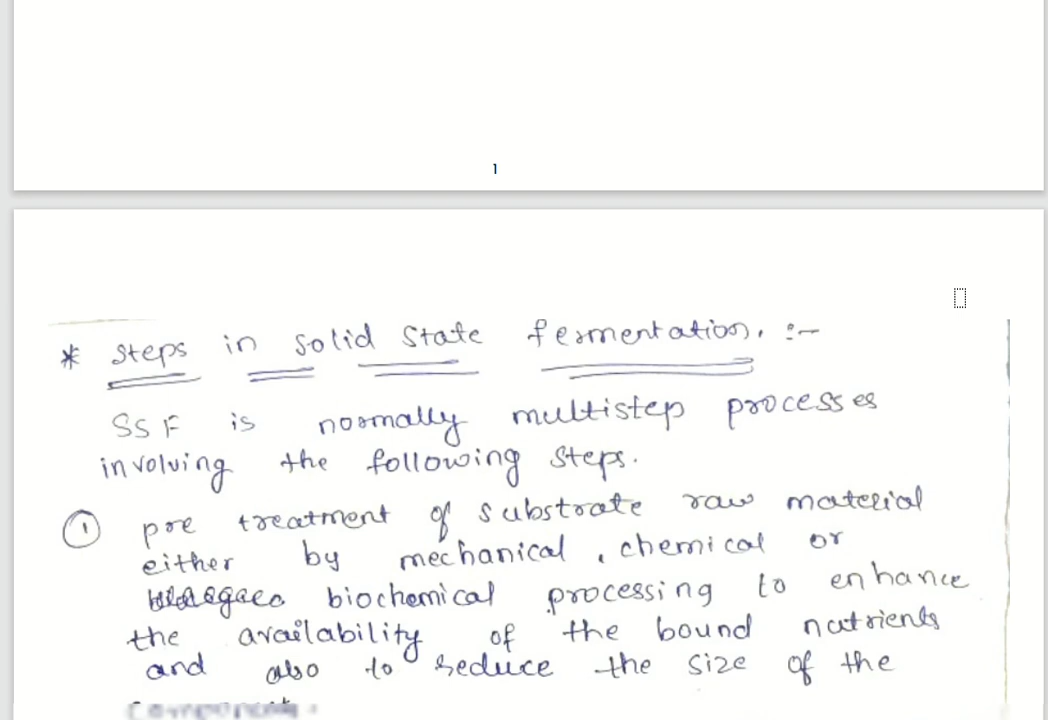 1
* steps in solid state fermentation. :-
SSF is normally multistep processes
involving the following steps.
① pre treatment of substrate raw material
either by mechanical, chemical or
biochemical processing to enhance
the availability of the bound nutrients
and also to reduce the size of the